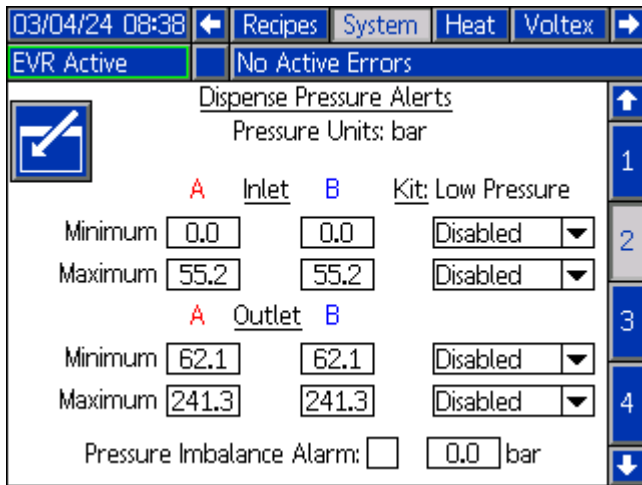 03/04/24 08:38 Recipes System Heat Voltex
EVR Active No Active Errors
Dispense Pressure Alerts
Pressure Units: bar
1
A Inlet B Kit: Low Pressure
Minimum 0.0 0.0 Disabled
2
Maximum 55.2 55.2 Disabled
A Outlet B
3
Minimum 62.1 62.1 Disabled
Maximum 241.3 241.3 Disabled
4
Pressure Imbalance Alarm: 0.0 bar